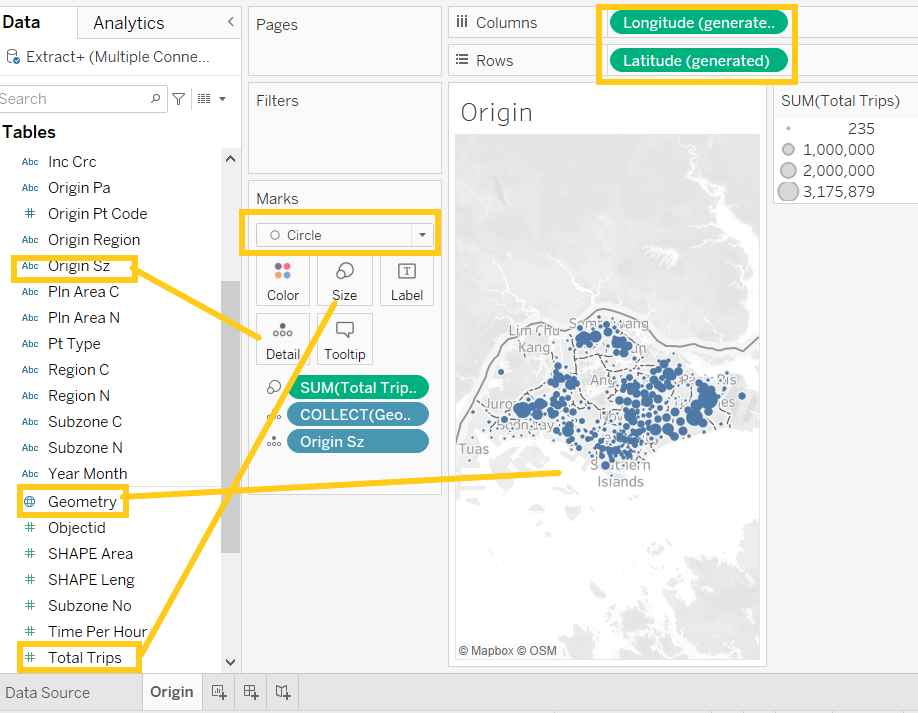 Data
Analytics
Extract+ (Multiple Conne...
Search
Tables
Abc Inc Crc
Abc Origin Pa
# Origin Pt Code
Abc Origin Region
Abc Origin Sz
Abc Pln Area C
Abc Pln Area N
Abc Pt Type
Abc Region C
Abc Region N
Abc Subzone C
Abc Subzone N
Abc Year Month
Geometry
# Objectid
# SHAPE Area
# SHAPE Leng
# Subzone No
# Time Per Hour
# Total Trips
Pages
Filters
Marks
Circle
Color
Size
T
Label
Detail
Tooltip
SUM(Total Trip..
COLLECT(Geo..
Origin Sz
Columns
Longitude (generate..
Rows
Latitude (generated)
Origin
Lim Chu
Kang
Tuas
Southern
Islands
© Mapbox © OSM
SUM(Total Trips)
235
1,000,000
2,000,000
3,175,879
Data Source
Origin